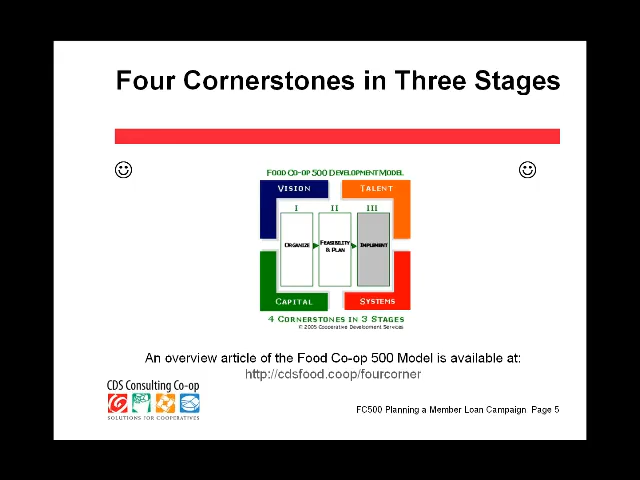 Four Cornerstones in Three Stages
FOOD CO-OP 500 DEVELOPMENT MODEL
VISION
TALENT
I II III
ORGANIZE
FEASIBILITY
& PLAN
IMPLEMENT
CAPITAL
SYSTEMS
4 CORNERSTONES IN 3 STAGES
© 2005 Cooperative Development Services
An overview article of the Food Co-op 500 Model is available at:
http://cdsfood.coop/fourcorner
CDS Consulting Co-op
SOLUTIONS FOR COOPERATIVES
FC500 Planning a Member Loan Campaign Page 5